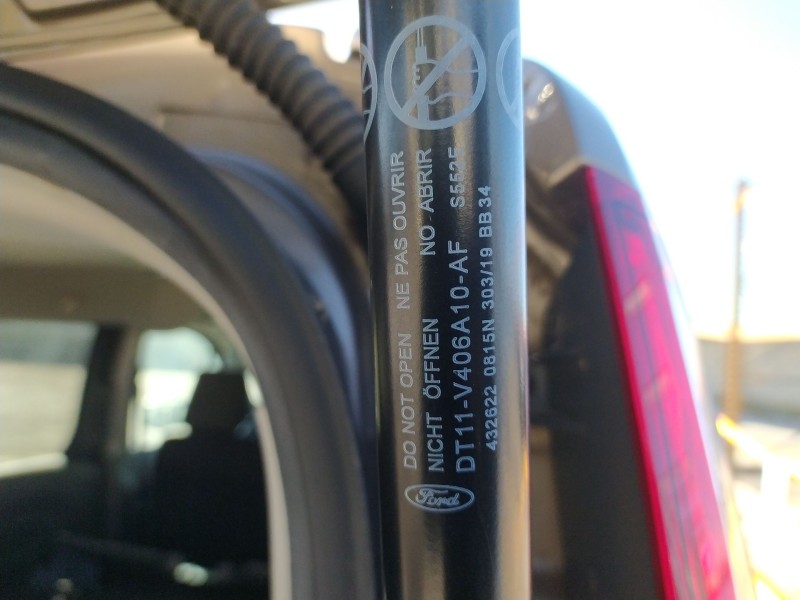 DO NOT OPEN NE PAS OUVRIR
NICHT ÖFFNEN NO ABRIR
DT11-V406A10-AF S552F
432622 0815N 303/19 BB34
Ford